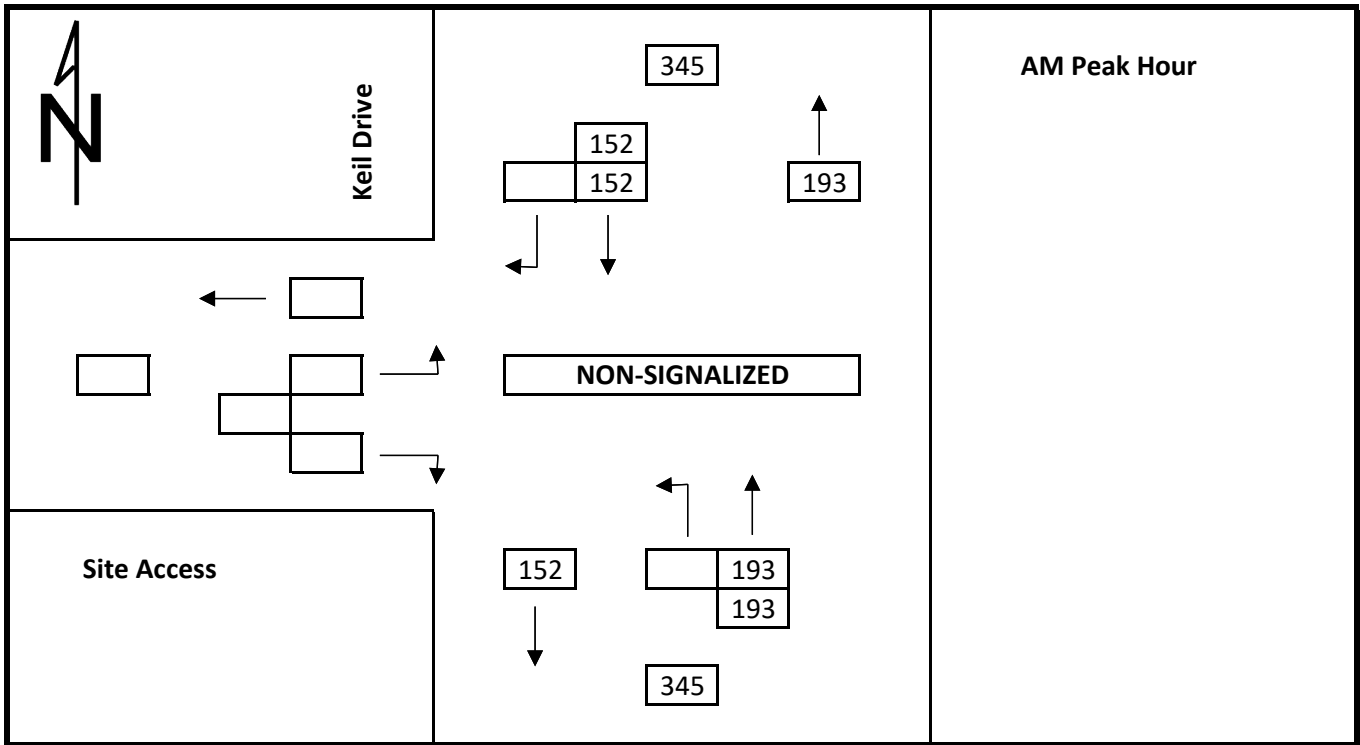 N
Keil Drive
345
AM Peak Hour
152
152
193
NON-SIGNALIZED
Site Access
152
193
193
345